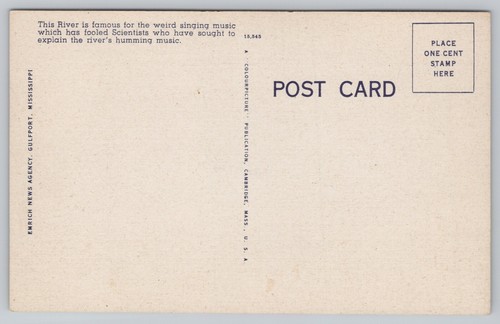 This River is famous for the weird singing music
which has fooled Scientists who have sought to
explain the river's humming music.
EMRICH NEWS AGENCY, GULFPORT, MISSISSIPPI
15,045
A COLOURPICTURE PUBLICATION, CAMBRIDGE, MASS., U. S. A.
POST CARD
PLACE
ONE CENT
STAMP
HERE